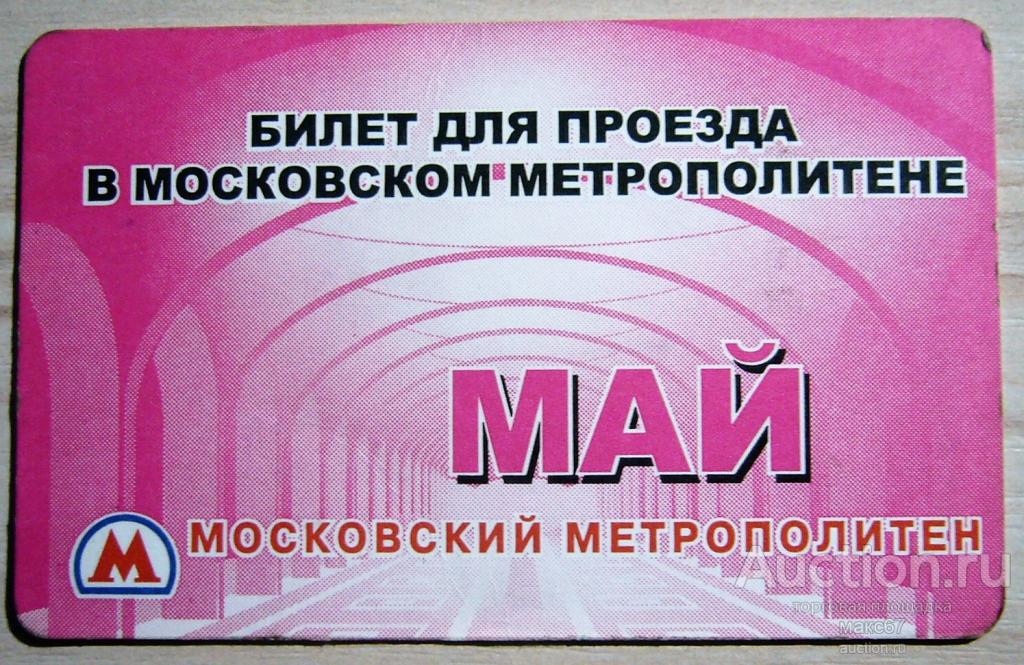 БИЛЕТ ДЛЯ ПРОЕЗДА
В МОСКОВСКОМ МЕТРОПОЛИТЕНЕ
МАЙ
М МОСКОВСКИЙ МЕТРОПОЛИТЕН
Auction.ru
торговая площадка
макс67
auction.ru